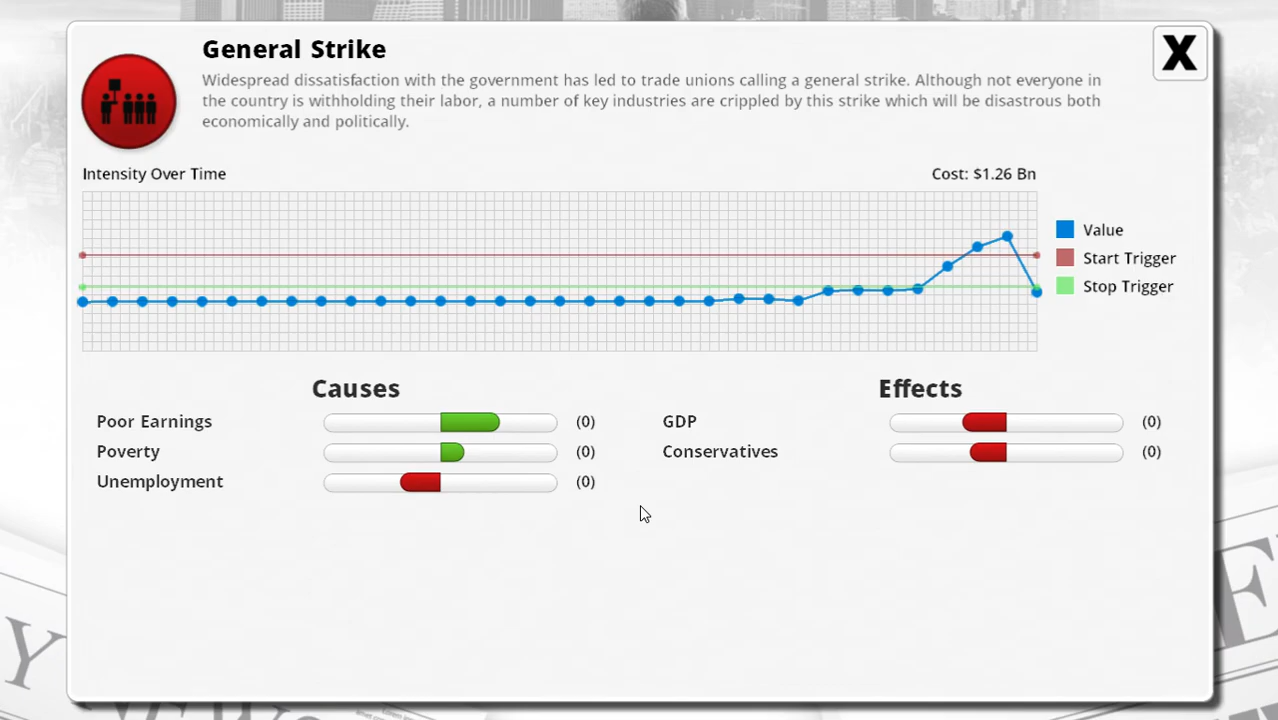 General Strike
X
Widespread dissatisfaction with the government has led to trade unions calling a general strike. Although not everyone in
the country is withholding their labor, a number of key industries are crippled by this strike which will be disastrous both
economically and politically.
Intensity Over Time
Cost: $1.26 Bn
Value
Start Trigger
Stop Trigger
Causes
Effects
Poor Earnings (0)
GDP (0)
Poverty (0)
Conservatives (0)
Unemployment (0)